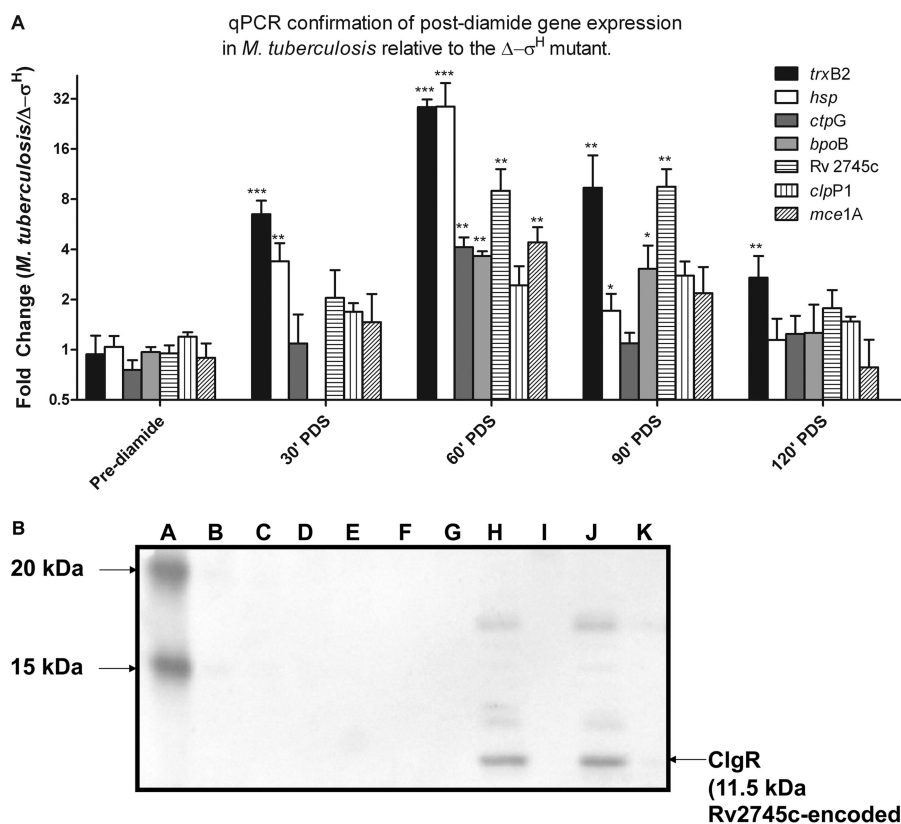 A
qPCR confirmation of post-diamide gene expression
in M. tuberculosis relative to the Δ–σH mutant.
Fold Change (M. tuberculosis/Δ–σH)
32
16
8
4
2
1
0.5
***
**
***
***
**
**
**
**
**
*
*
**
**
trxB2
hsp
ctpG
bpoB
Rv 2745c
clpP1
mce1A
Pre-diamide
30' PDS
60' PDS
90' PDS
120' PDS
B
A B C D E F G H I J K
20 kDa
15 kDa
ClgR
(11.5 kDa
Rv2745c-encoded